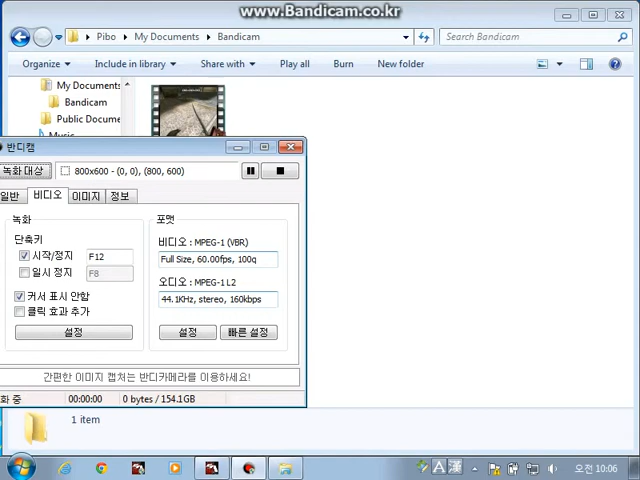 www.Bandicam.co.kr
Pibo
My Documents
Bandicam
Search Bandicam
Organize
Include in library
Share with
Play all
Burn
New folder
My Documents
Bandicam
Public Docume
Music
반디캠
녹화 대상
800x600 - (0, 0), (800, 600)
일반
비디오
이미지
정보
녹화
단축키
시작/정지
F12
일시 정지
F8
커서 표시 안함
클릭 효과 추가
설정
포맷
비디오 : MPEG-1 (VBR)
Full Size, 60.00fps, 100q
오디오 : MPEG-1 L2
44.1KHz, stereo, 160kbps
설정
빠른 설정
간편한 이미지 캡처는 반디카메라를 이용하세요!
화 중
00:00:00
0 bytes / 154.1GB
1 item
A
漢
오전 10:06